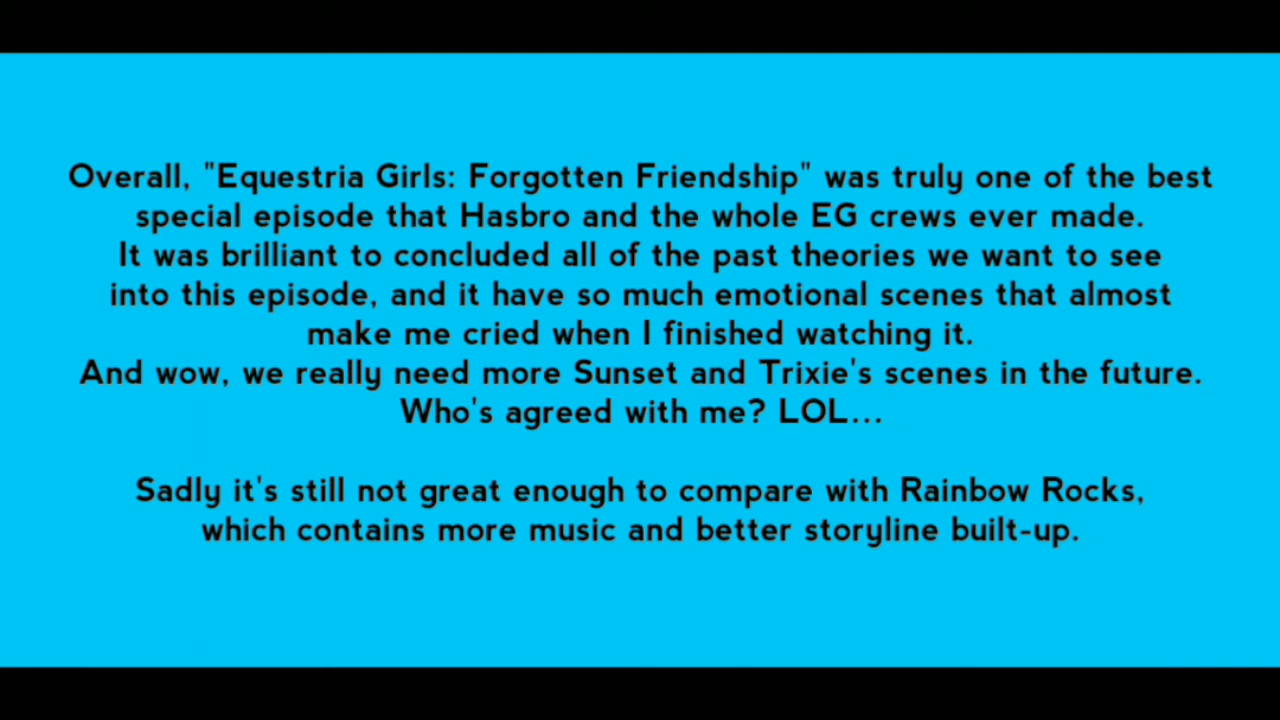 Overall, "Equestria Girls: Forgotten Friendship" was truly one of the best
special episode that Hasbro and the whole EG crews ever made.
It was brilliant to concluded all of the past theories we want to see
into this episode, and it have so much emotional scenes that almost
make me cried when I finished watching it.
And wow, we really need more Sunset and Trixie's scenes in the future.
Who's agreed with me? LOL...
Sadly it's still not great enough to compare with Rainbow Rocks,
which contains more music and better storyline built-up.